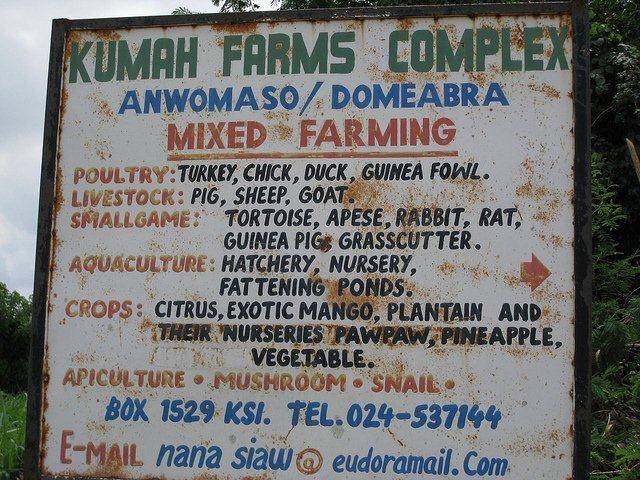 KUMAH FARMS COMPLEX
ANWOMASO/DOMEABRA
MIXED FARMING
POULTRY: TURKEY, CHICK, DUCK, GUINEA FOWL.
LIVESTOCK: PIG, SHEEP, GOAT.
SMALLGAME: TORTOISE, APESE, RABBIT, RAT,
GUINEA PIG, GRASSCUTTER.
AQUACULTURE: HATCHERY, NURSERY,
FATTENING PONDS.
CROPS: CITRUS, EXOTIC MANGO, PLANTAIN AND
THEIR NURSERIES PAWPAW, PINEAPPLE,
VEGETABLE.
APICULTURE • MUSHROOM • SNAIL •
BOX 1529 KSI. TEL. 024-537144
E-MAIL nana siaw @ eudoramail.Com